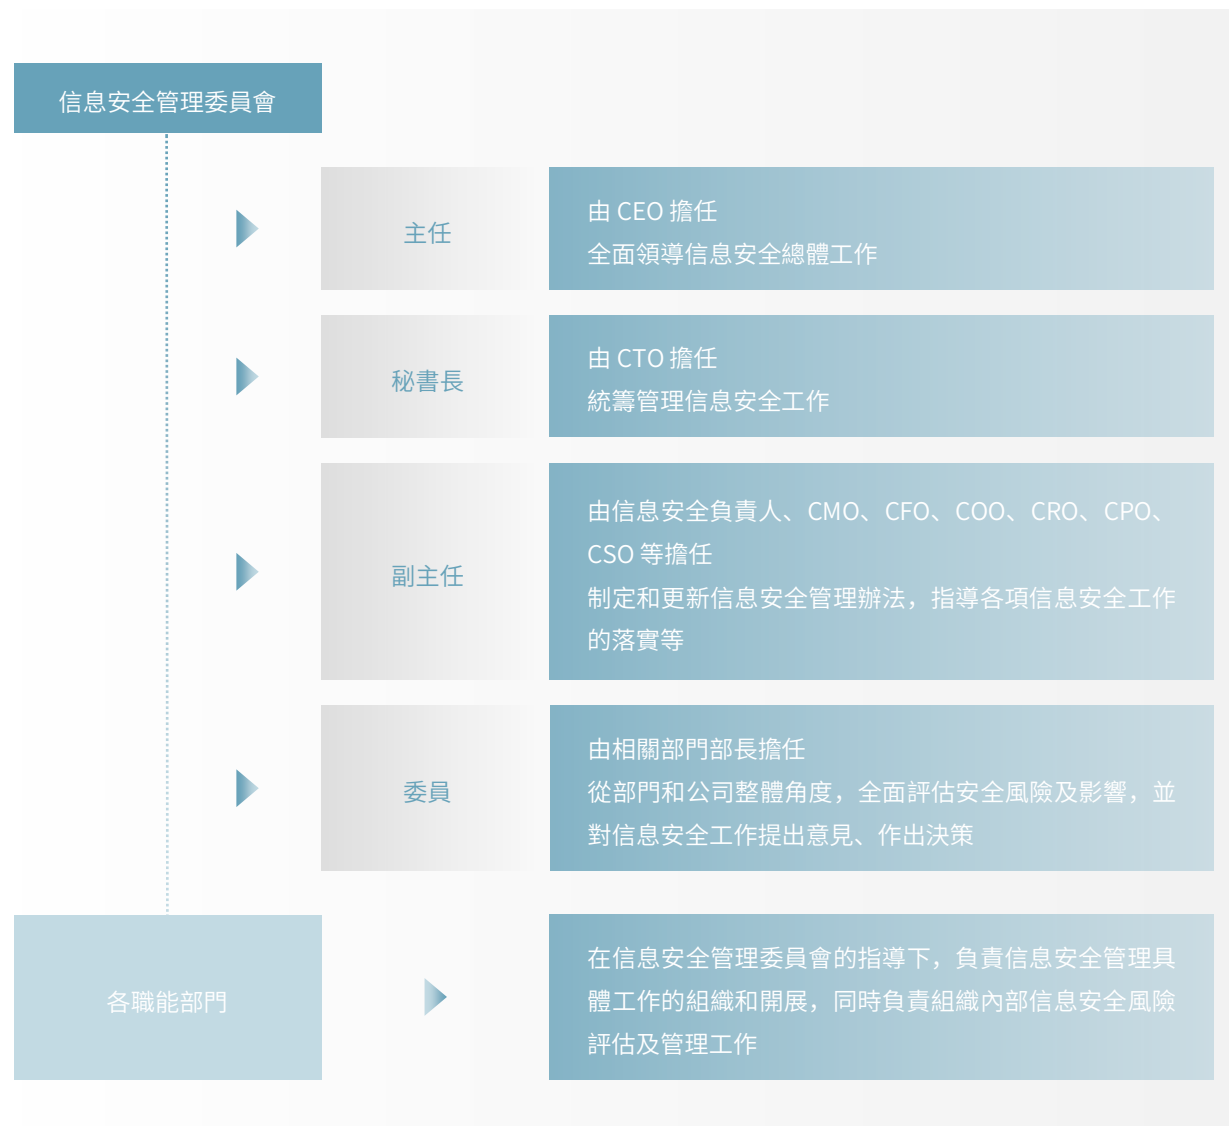 信息安全管理委員會
主任
由 CEO 擔任
全面領導信息安全總體工作
秘書長
由 CTO 擔任
統籌管理信息安全工作
副主任
由信息安全負責人、CMO、CFO、COO、CRO、CPO、
CSO 等擔任
制定和更新信息安全管理辦法，指導各項信息安全工作
的落實等
委員
由相關部門部長擔任
從部門和公司整體角度，全面評估安全風險及影響，並
對信息安全工作提出意見、作出決策
各職能部門
在信息安全管理委員會的指導下，負責信息安全管理具
體工作的組織和開展，同時負責組織內部信息安全風險
評估及管理工作